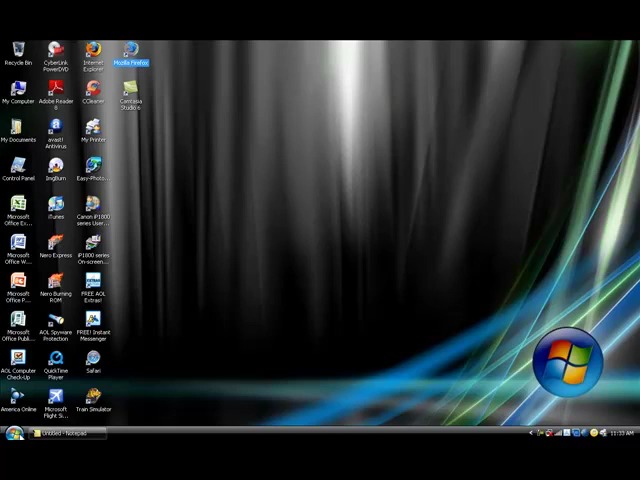 Recycle Bin
CyberLink
PowerDVD
Internet
Explorer
Mozilla Firefox
My Computer
Adobe Reader
8
CCleaner
Camtasia
Studio 6
My Documents
avast!
Antivirus
My Printer
Control Panel
ImgBurn
Easy-Photo...
Microsoft
Office Ex...
iTunes
Canon iP1800
series User...
Microsoft
Office W...
Nero Express
iP1800 series
On-screen...
Microsoft
Office P...
Nero Burning
ROM
FREE AOL
Extras!
Microsoft
Office Publ...
AOL Spyware
Protection
FREE! Instant
Messenger
AOL Computer
Check-Up
QuickTime
Player
Safari
America Online
Microsoft
Flight Si...
Train Simulator
Untitled - Notepad
11:33 AM